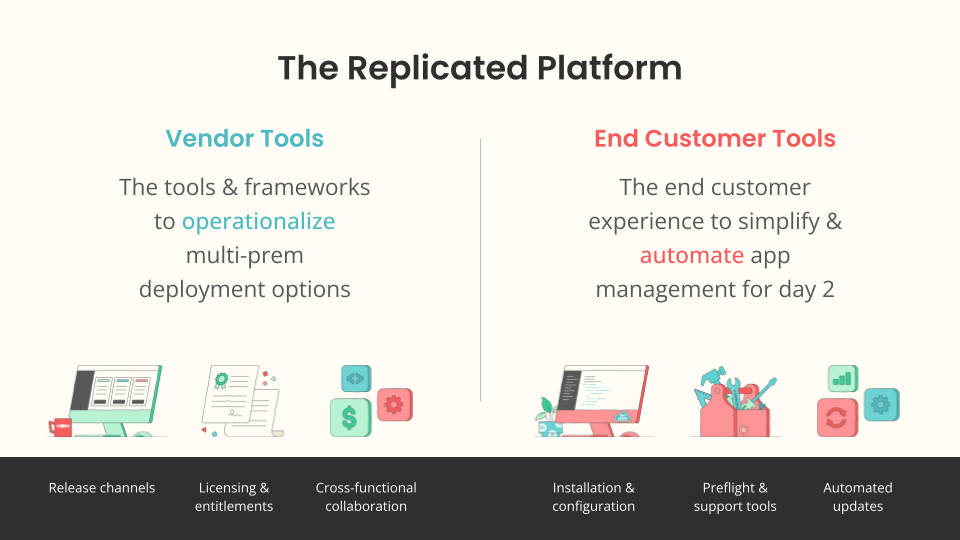 The Replicated Platform
Vendor Tools
The tools & frameworks
to operationalize
multi-prem
deployment options
End Customer Tools
The end customer
experience to simplify &
automate app
management for day 2
$
Release channels
Licensing &
entitlements
Cross-functional
collaboration
Installation &
configuration
Preflight &
support tools
Automated
updates